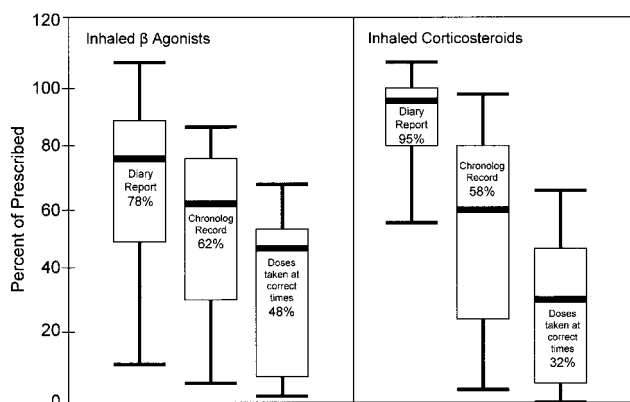 120
100
80
60
40
20
0
Percent of Prescribed
Inhaled β Agonists
Diary
Report
78%
Chronolog
Record
62%
Doses
taken at
correct
times
48%
Inhaled Corticosteroids
Diary
Report
95%
Chronolog
Record
58%
Doses
taken at
correct
times
32%